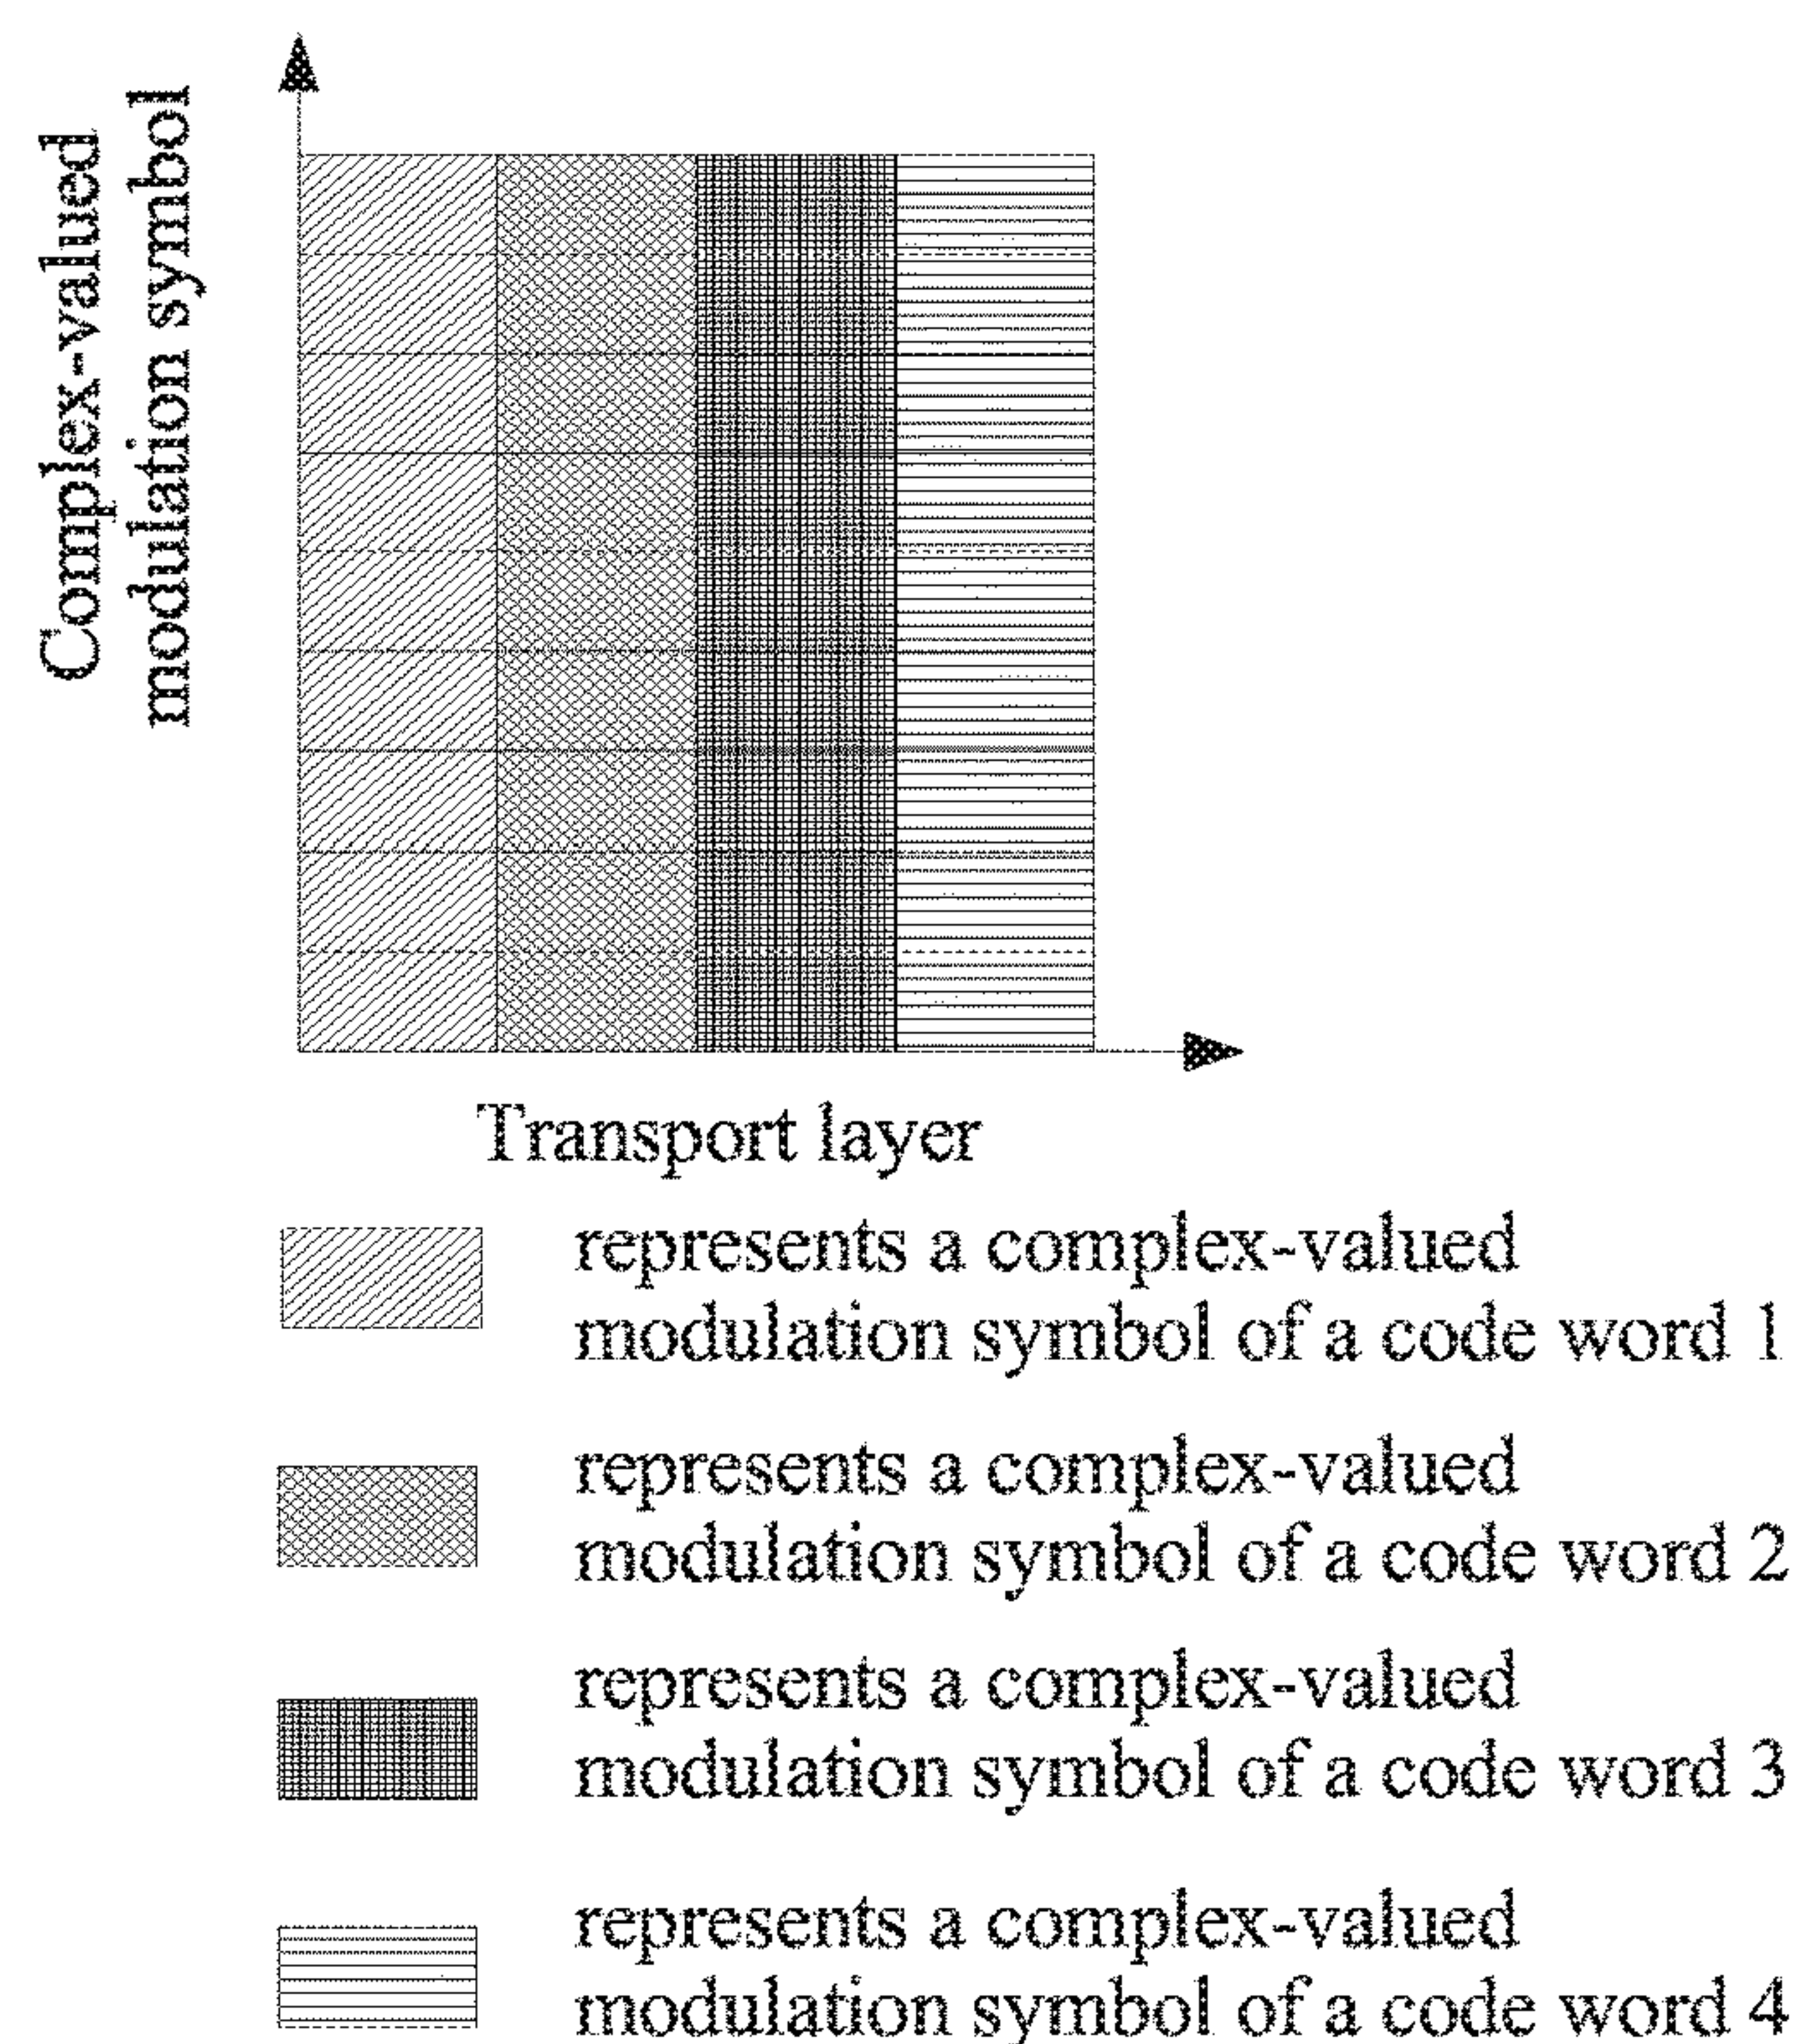 Complex-valued
modulation symbol
Transport layer
represents a complex-valued
modulation symbol of a code word 1
represents a complex-valued
modulation symbol of a code word 2
represents a complex-valued
modulation symbol of a code word 3
represents a complex-valued
modulation symbol of a code word 4